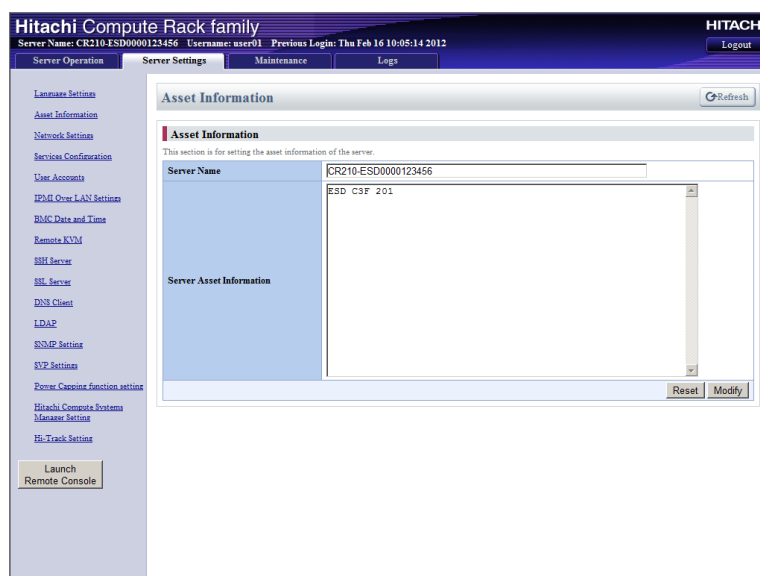 Hitachi Compute Rack family
HITACH
Server Name: CR210-ESD0000123456 Username: user01 Previous Login: Thu Feb 16 10:05:14 2012
Logout
Server Operation
Server Settings
Maintenance
Logs
Language Settings
Asset Information
Network Settings
Services Configuration
User Accounts
IPMI Over LAN Settings
BMC Date and Time
Remote KVM
SSH Server
SSL Server
DNS Client
LDAP
SNMP Setting
SVP Settings
Power Capping function setting
Hitachi Compute Systems
Manager Setting
Hi-Track Setting
Launch
Remote Console
Asset Information
Refresh
Asset Information
This section is for setting the asset information of the server.
Server Name
CR210-ESD0000123456
Server Asset Information
ESD C3F 201
Reset
Modify